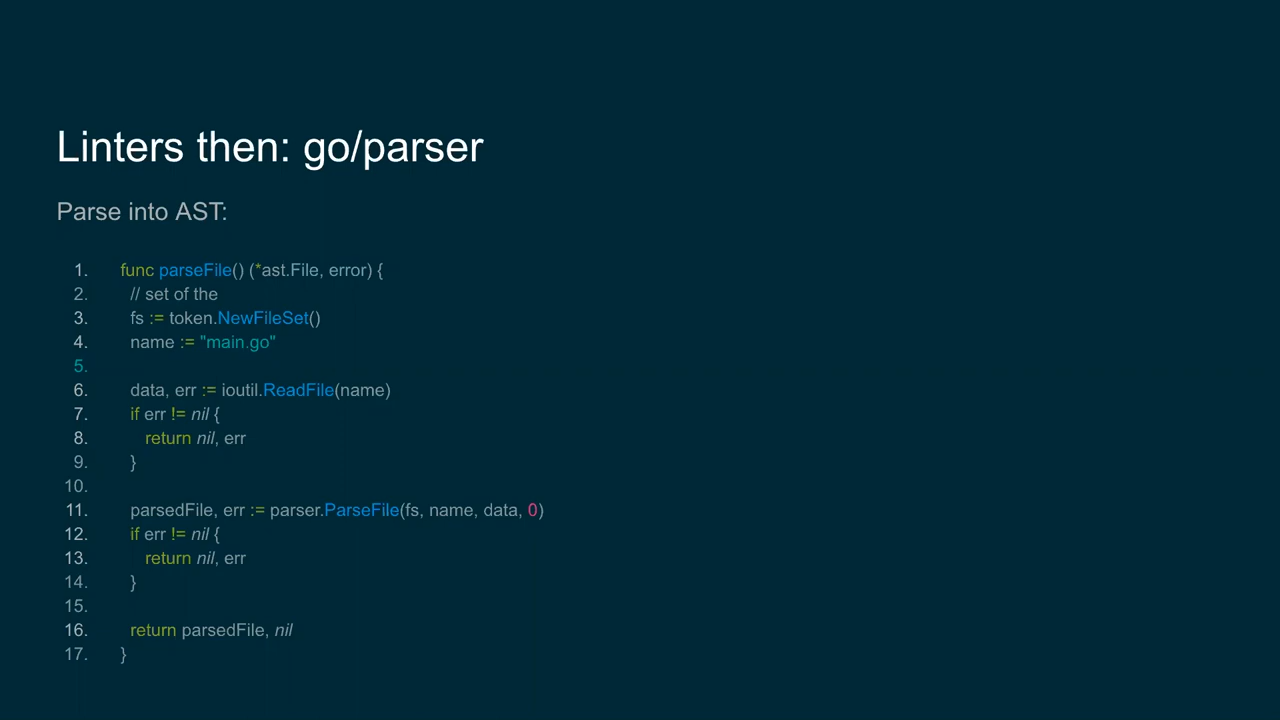 Linters then: go/parser
Parse into AST:
1. func parseFile() (*ast.File, error) {
2. // set of the
3. fs := token.NewFileSet()
4. name := "main.go"
5.
6. data, err := ioutil.ReadFile(name)
7. if err != nil {
8. return nil, err
9. }
10.
11. parsedFile, err := parser.ParseFile(fs, name, data, 0)
12. if err != nil {
13. return nil, err
14. }
15.
16. return parsedFile, nil
17. }